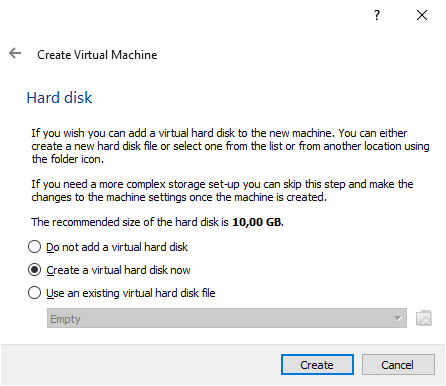 ?
Create Virtual Machine
Hard disk
If you wish you can add a virtual hard disk to the new machine. You can either
create a new hard disk file or select one from the list or from another location using
the folder icon.
If you need a more complex storage set-up you can skip this step and make the
changes to the machine settings once the machine is created.
The recommended size of the hard disk is 10,00 GB.
Do not add a virtual hard disk
Create a virtual hard disk now
Use an existing virtual hard disk file
Empty
Create
Cancel